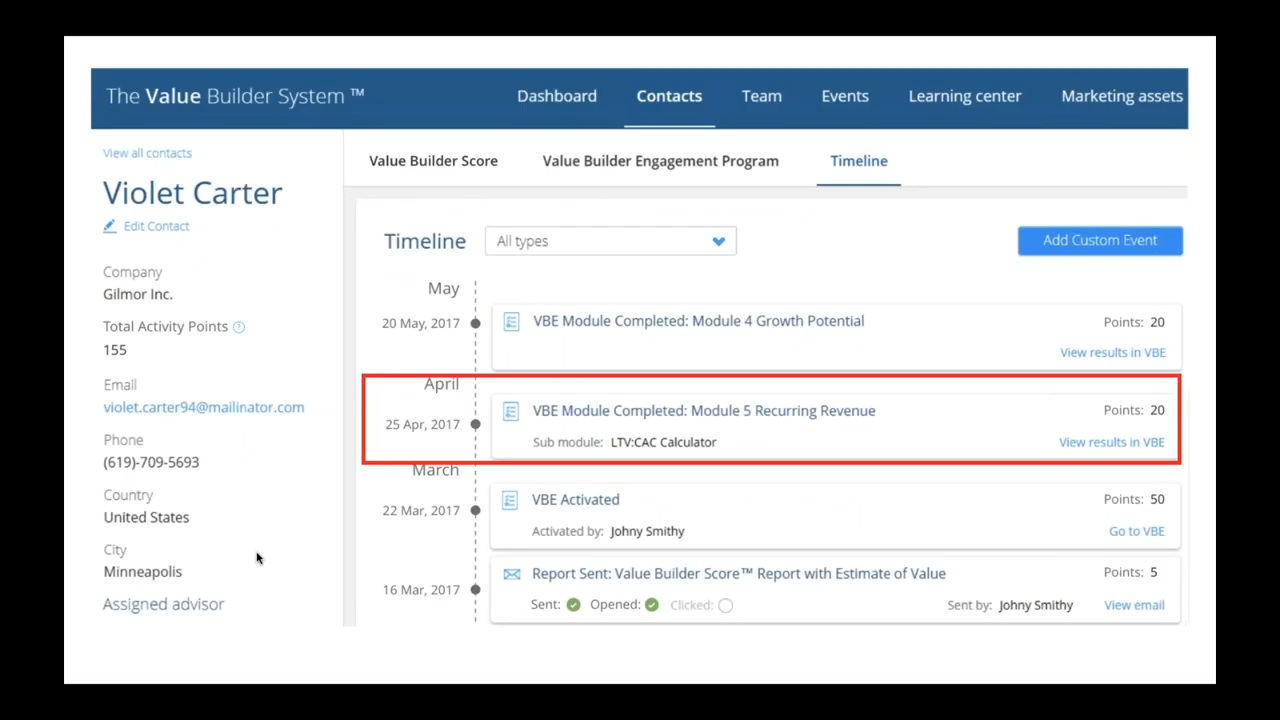 The Value Builder System ™
Dashboard Contacts Team Events Learning center Marketing assets
View all contacts
Violet Carter
Edit Contact
Company
Gilmor Inc.
Total Activity Points ?
155
Email
violet.carter94@mailinator.com
Phone
(619)-709-5693
Country
United States
City
Minneapolis
Assigned advisor
Value Builder Score Value Builder Engagement Program Timeline
Timeline All types Add Custom Event
May
20 May, 2017 VBE Module Completed: Module 4 Growth Potential Points: 20
View results in VBE
April
25 Apr, 2017 VBE Module Completed: Module 5 Recurring Revenue Points: 20
Sub module: LTV:CAC Calculator View results in VBE
March
22 Mar, 2017 VBE Activated Points: 50
Activated by: Johny Smithy Go to VBE
16 Mar, 2017 Report Sent: Value Builder Score™ Report with Estimate of Value Points: 5
Sent: Opened: Clicked: Sent by: Johny Smithy View email